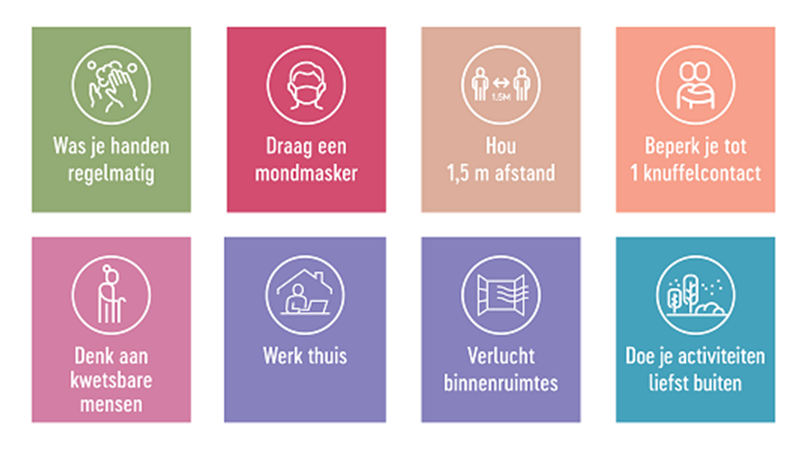 Was je handen
regelmatig
Draag een
mondmasker
1.5M
Hou
1,5 m afstand
Beperk je tot
1 knuffelcontact
Denk aan
kwetsbare
mensen
Werk thuis
Verlucht
binnenruimtes
Doe je activiteiten
liefst buiten